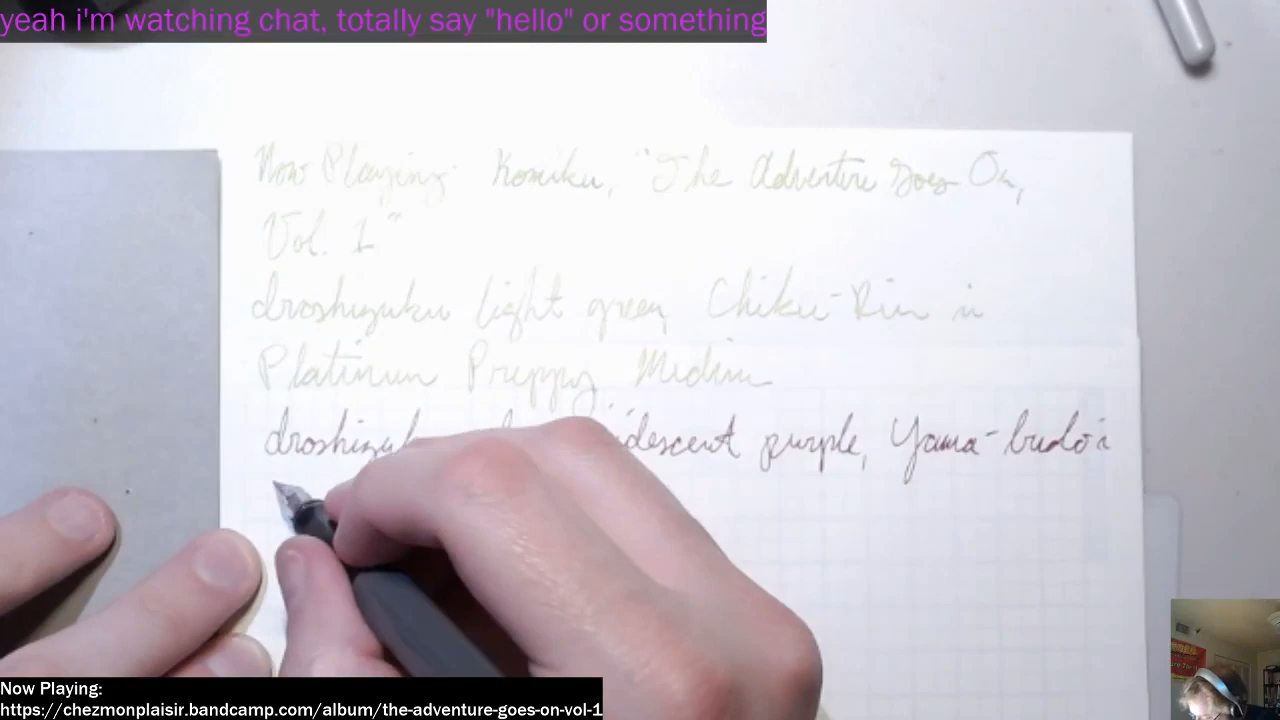 yeah i'm watching chat, totally say "hello" or something
Now Playing: Komiku, "The Adventure Goes On,
Vol. 1"
iroshizuku light green Chiku-Rin in
Platinum Preppy Medium
iroshizuku purple, Yama-budo
Now Playing:
https://chezmonplaisir.bandcamp.com/album/the-adventure-goes-on-vol-1